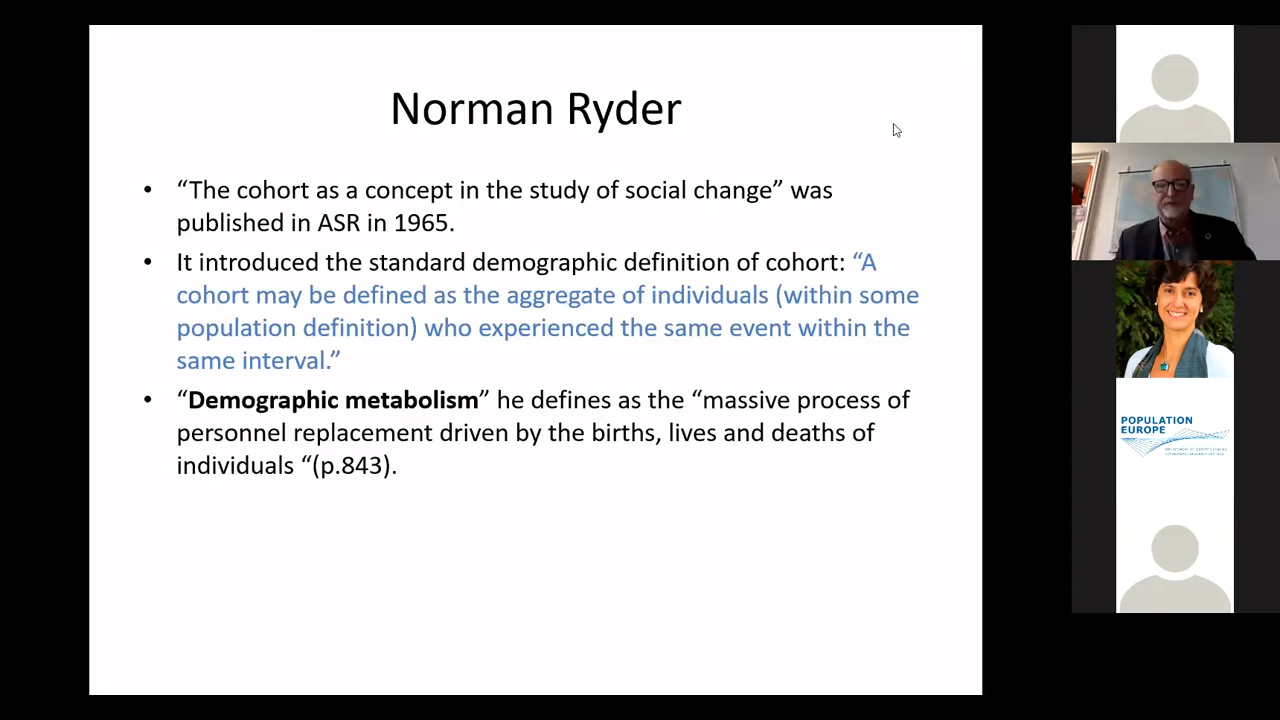 Norman Ryder
• “The cohort as a concept in the study of social change” was
published in ASR in 1965.
• It introduced the standard demographic definition of cohort: “A
cohort may be defined as the aggregate of individuals (within some
population definition) who experienced the same event within the
same interval.”
• “Demographic metabolism” he defines as the “massive process of
personnel replacement driven by the births, lives and deaths of
individuals “(p.843).
POPULATION
EUROPE